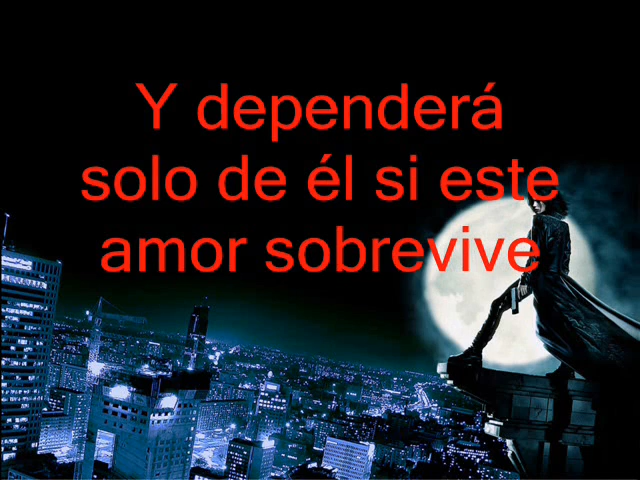 Y dependerá
solo de él si este
amor sobrevive